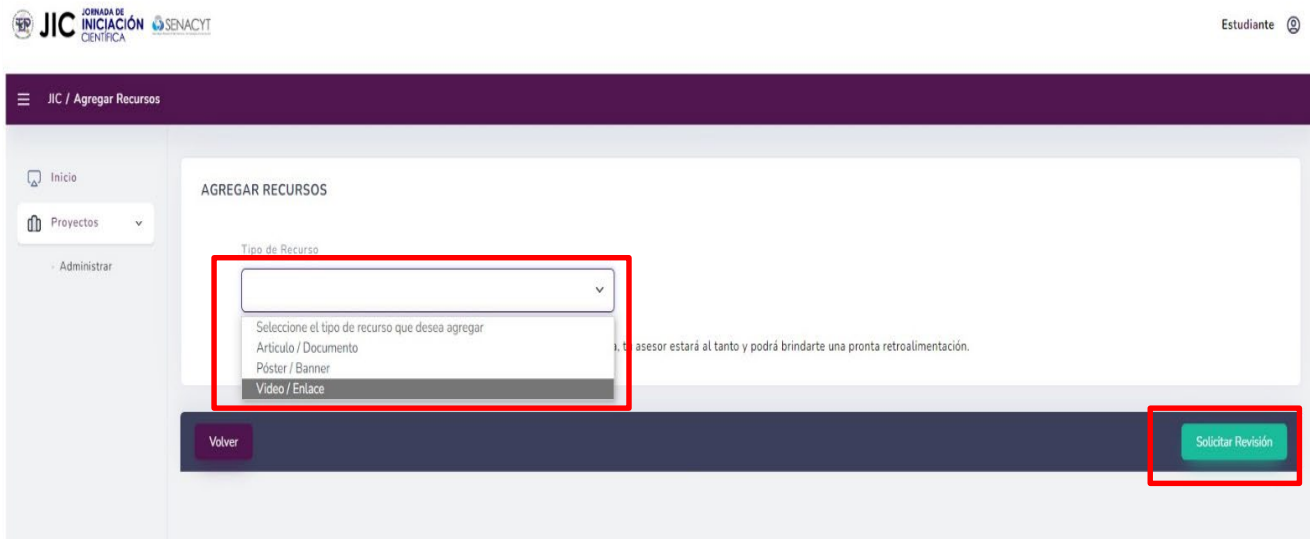 JIC JORNADA DE
INICIACIÓN
CIENTÍFICA
SENACYT
Estudiante
JIC / Agregar Recursos
Inicio
Proyectos
- Administrar
AGREGAR RECURSOS
Tipo de Recurso
Seleccione el tipo de recurso que desea agregar
Articulo / Documento
Póster / Banner
Video / Enlace
asesor estará al tanto y podrá brindarte una pronta retroalimentación.
Volver
Solicitar Revisión